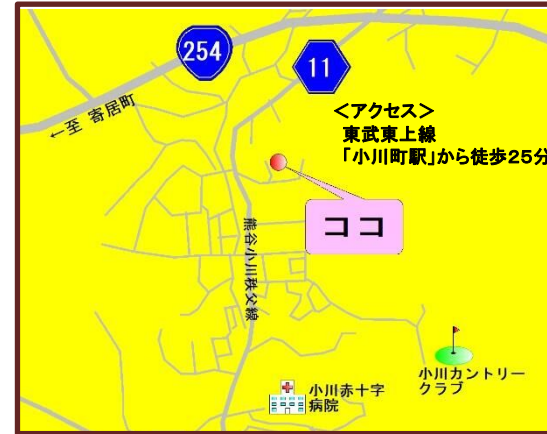 254
11
＜アクセス＞
東武東上線
「小川町駅」から徒歩25分
←至 寄居町
ココ
熊谷小川秩父線
小川カントリー
クラブ
小川赤十字
病院